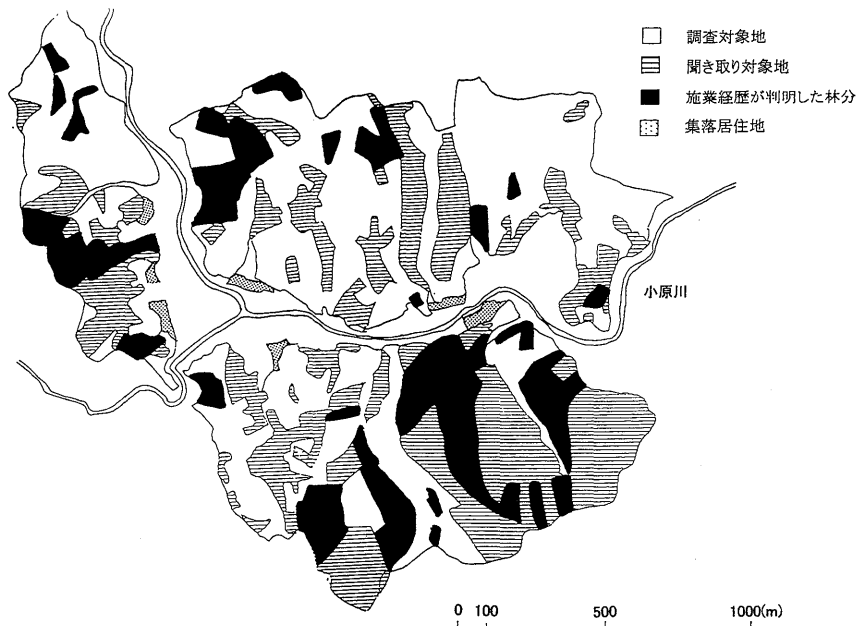 調査対象地
聞き取り対象地
施業経歴が判明した林分
集落居住地
小原川
0 100 500 1000(m)